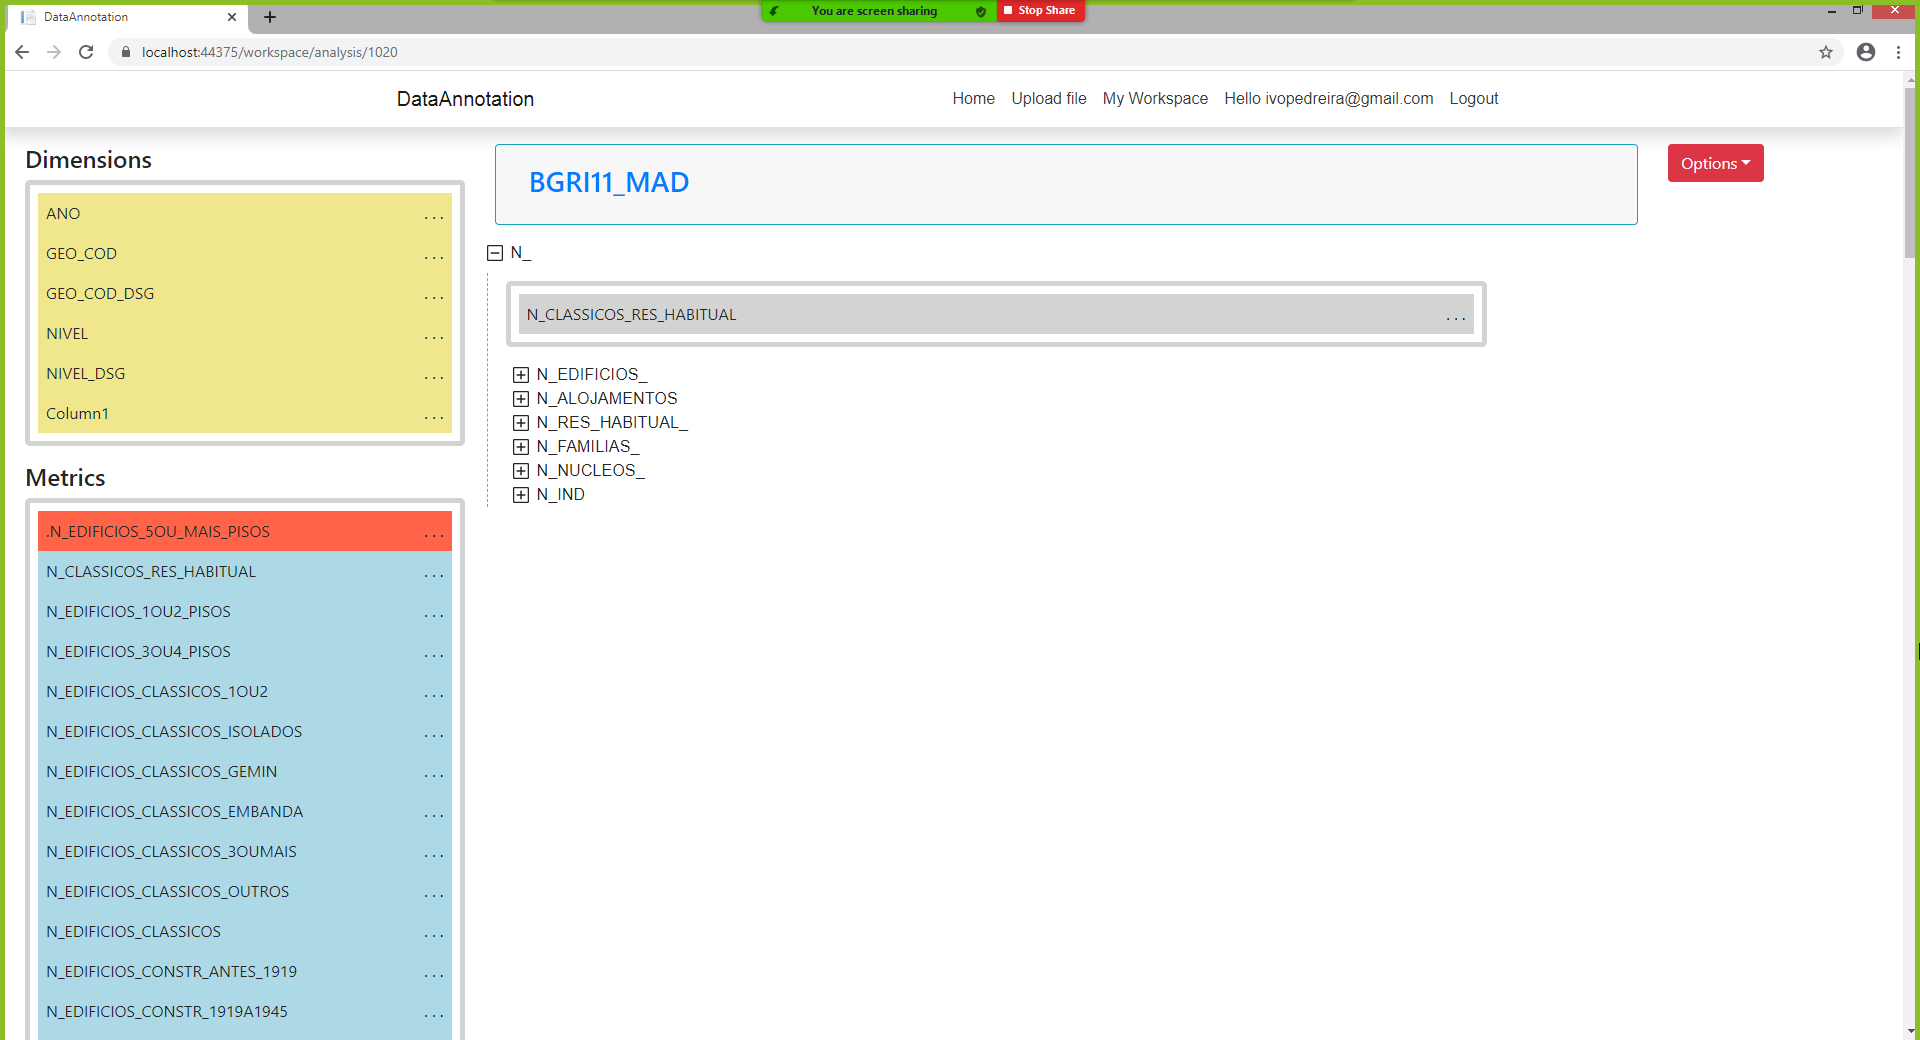 DataAnnotation
You are screen sharing
Stop Share
localhost:44375/workspace/analysis/1020
DataAnnotation
Home Upload file My Workspace Hello ivopedreira@gmail.com Logout
Dimensions
ANO ...
GEO_COD ...
GEO_COD_DSG ...
NIVEL ...
NIVEL_DSG ...
Column1 ...
Metrics
.N_EDIFICIOS_5OU_MAIS_PISOS ...
N_CLASSICOS_RES_HABITUAL ...
N_EDIFICIOS_1OU2_PISOS ...
N_EDIFICIOS_3OU4_PISOS ...
N_EDIFICIOS_CLASSICOS_1OU2 ...
N_EDIFICIOS_CLASSICOS_ISOLADOS ...
N_EDIFICIOS_CLASSICOS_GEMIN ...
N_EDIFICIOS_CLASSICOS_EMBANDA ...
N_EDIFICIOS_CLASSICOS_3OUMAIS ...
N_EDIFICIOS_CLASSICOS_OUTROS ...
N_EDIFICIOS_CLASSICOS ...
N_EDIFICIOS_CONSTR_ANTES_1919 ...
N_EDIFICIOS_CONSTR_1919A1945 ...
BGRI11_MAD
Options
N_
N_CLASSICOS_RES_HABITUAL ...
N_EDIFICIOS_
N_ALOJAMENTOS
N_RES_HABITUAL_
N_FAMILIAS_
N_NUCLEOS_
N_IND